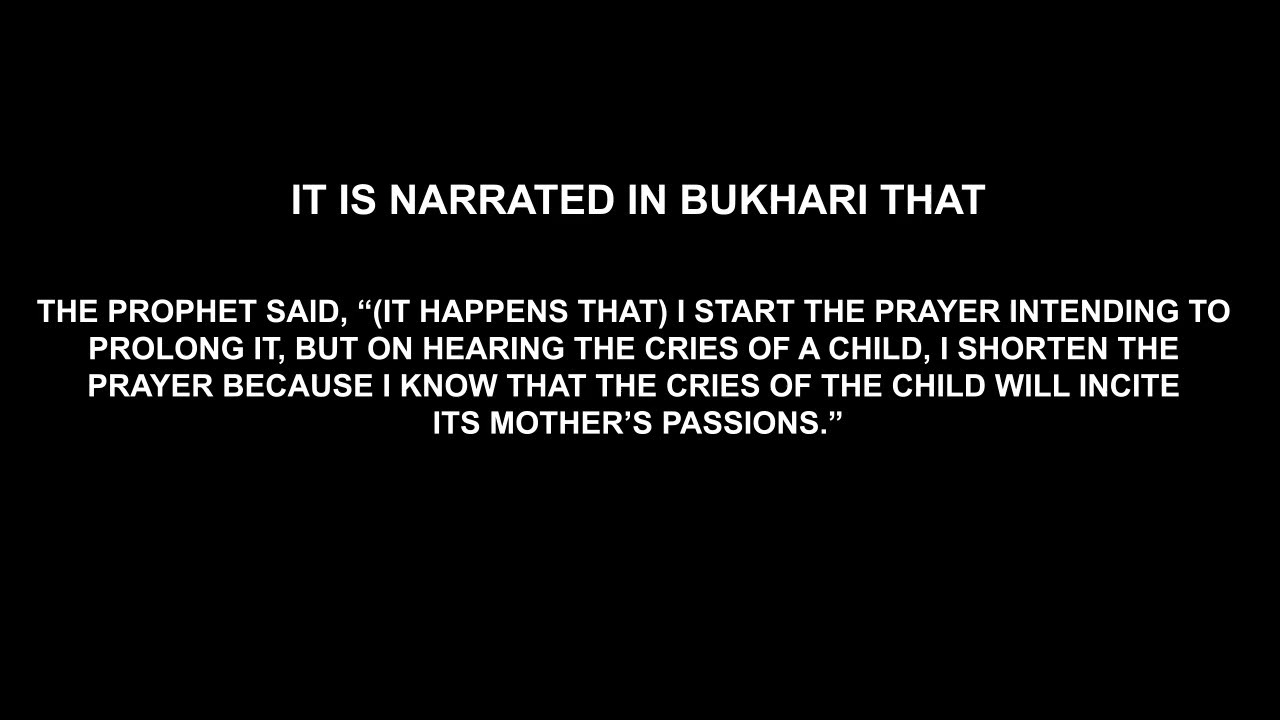 IT IS NARRATED IN BUKHARI THAT
THE PROPHET SAID, “(IT HAPPENS THAT) I START THE PRAYER INTENDING TO
PROLONG IT, BUT ON HEARING THE CRIES OF A CHILD, I SHORTEN THE
PRAYER BECAUSE I KNOW THAT THE CRIES OF THE CHILD WILL INCITE
ITS MOTHER’S PASSIONS.”